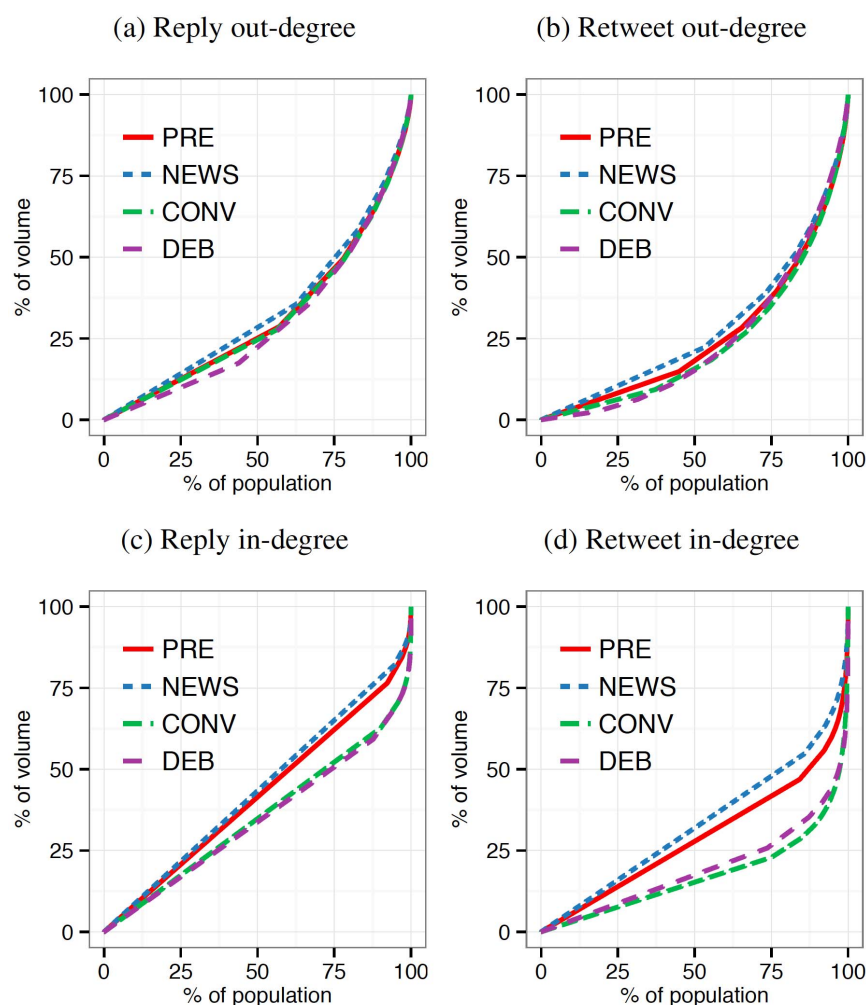 (a) Reply out-degree
100
75
50
25
0
% of volume
PRE
NEWS
CONV
DEB
0 25 50 75 100
% of population
(b) Retweet out-degree
100
75
50
25
0
% of volume
PRE
NEWS
CONV
DEB
0 25 50 75 100
% of population
(c) Reply in-degree
100
75
50
25
0
% of volume
PRE
NEWS
CONV
DEB
0 25 50 75 100
% of population
(d) Retweet in-degree
100
75
50
25
0
% of volume
PRE
NEWS
CONV
DEB
0 25 50 75 100
% of population